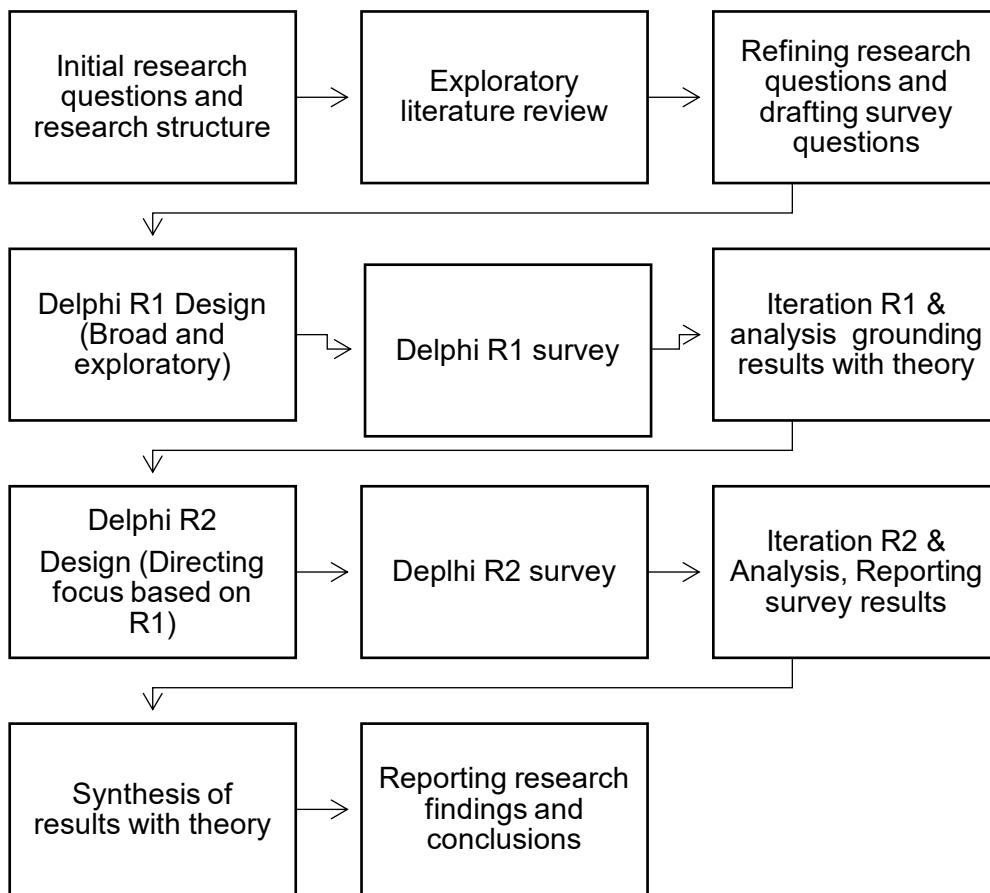 Initial research
questions and
research structure
Exploratory
literature review
Refining research
questions and
drafting survey
questions
Delphi R1 Design
(Broad and
exploratory)
Delphi R1 survey
Iteration R1 &
analysis  grounding
results with theory
Delphi R2
Design (Directing
focus based on
R1)
Deplhi R2 survey
Iteration R2 &
Analysis, Reporting
survey results
Synthesis of
results with theory
Reporting research
findings and
conclusions